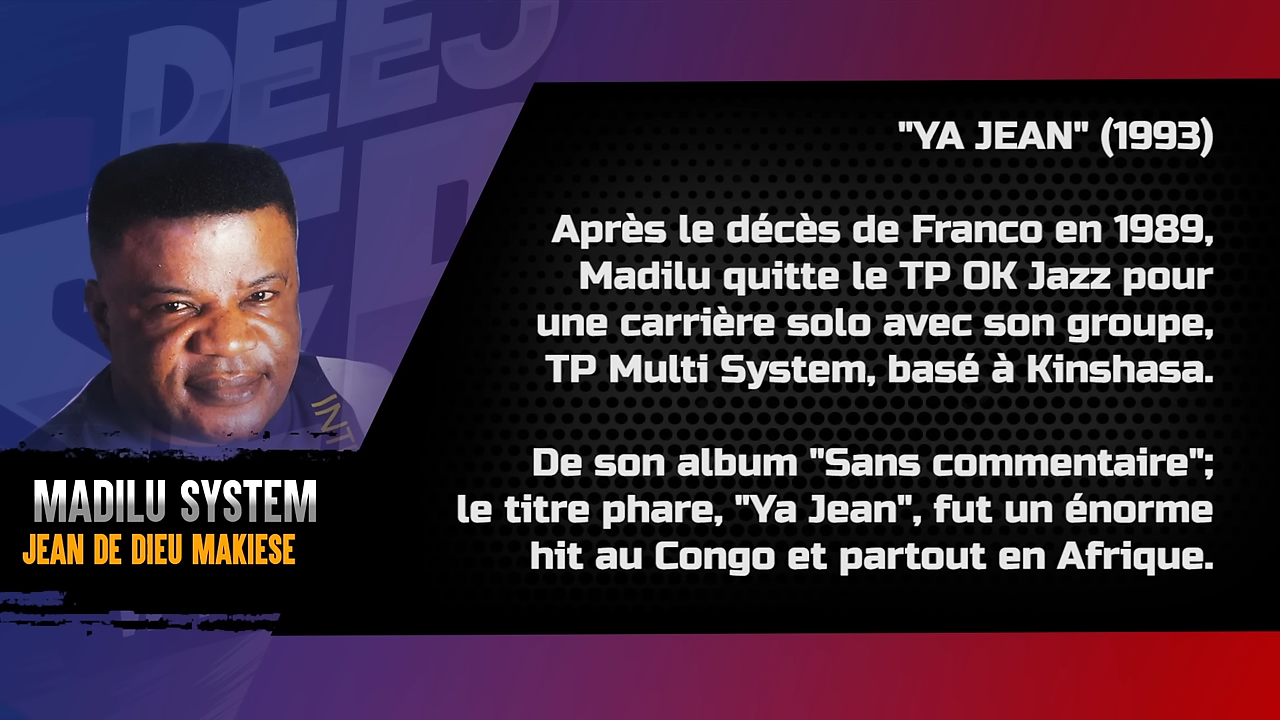 DEEJ
"YA JEAN" (1993)
Après le décès de Franco en 1989,
Madilu quitte le TP OK Jazz pour
une carrière solo avec son groupe,
TP Multi System, basé à Kinshasa.
De son album "Sans commentaire";
le titre phare, "Ya Jean", fut un énorme
hit au Congo et partout en Afrique.
INT
MADILU SYSTEM
JEAN DE DIEU MAKIESE